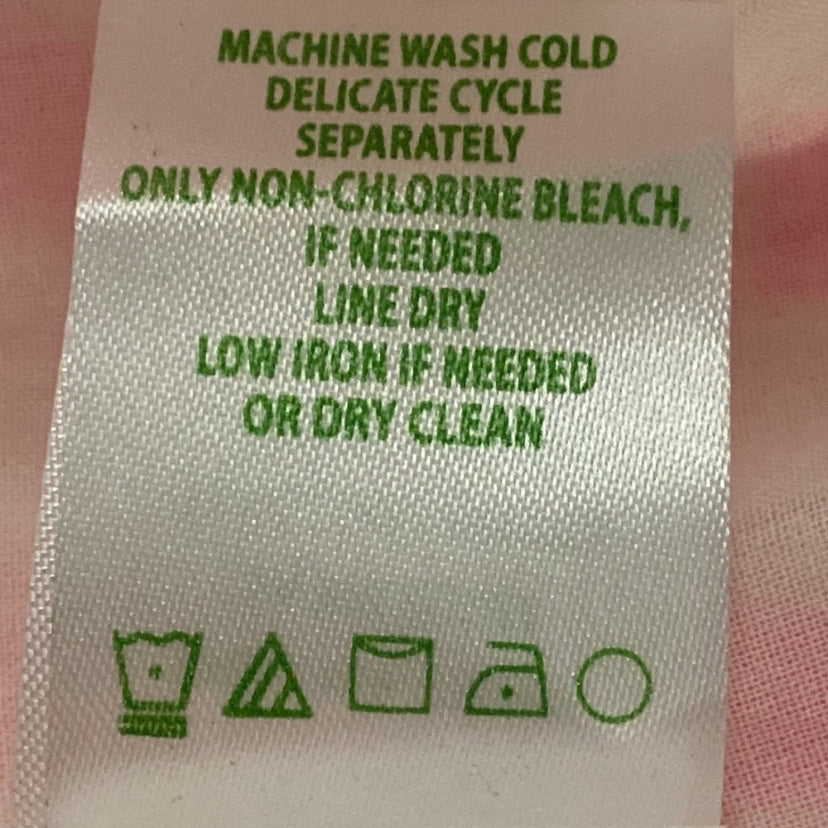 MACHINE WASH COLD
DELICATE CYCLE
SEPARATELY
ONLY NON-CHLORINE BLEACH,
IF NEEDED
LINE DRY
LOW IRON IF NEEDED
OR DRY CLEAN